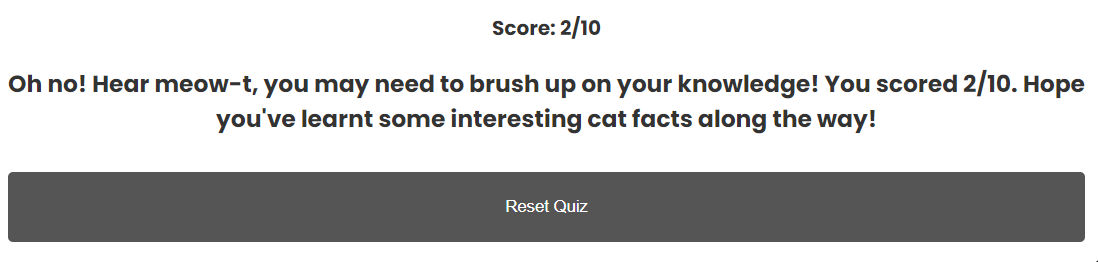 Score: 2/10
Oh no! Hear meow-t, you may need to brush up on your knowledge! You scored 2/10. Hope
you've learnt some interesting cat facts along the way!
Reset Quiz